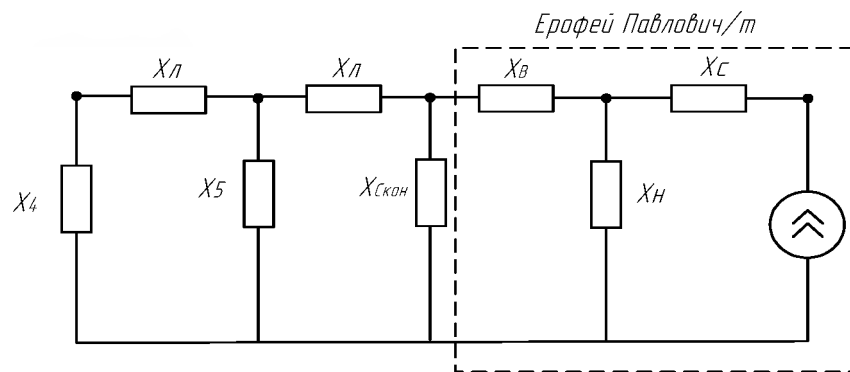 Ерофей Павлович/т
Xл
Xл
Xв
Xс
X4
X5
XСкон
Xн